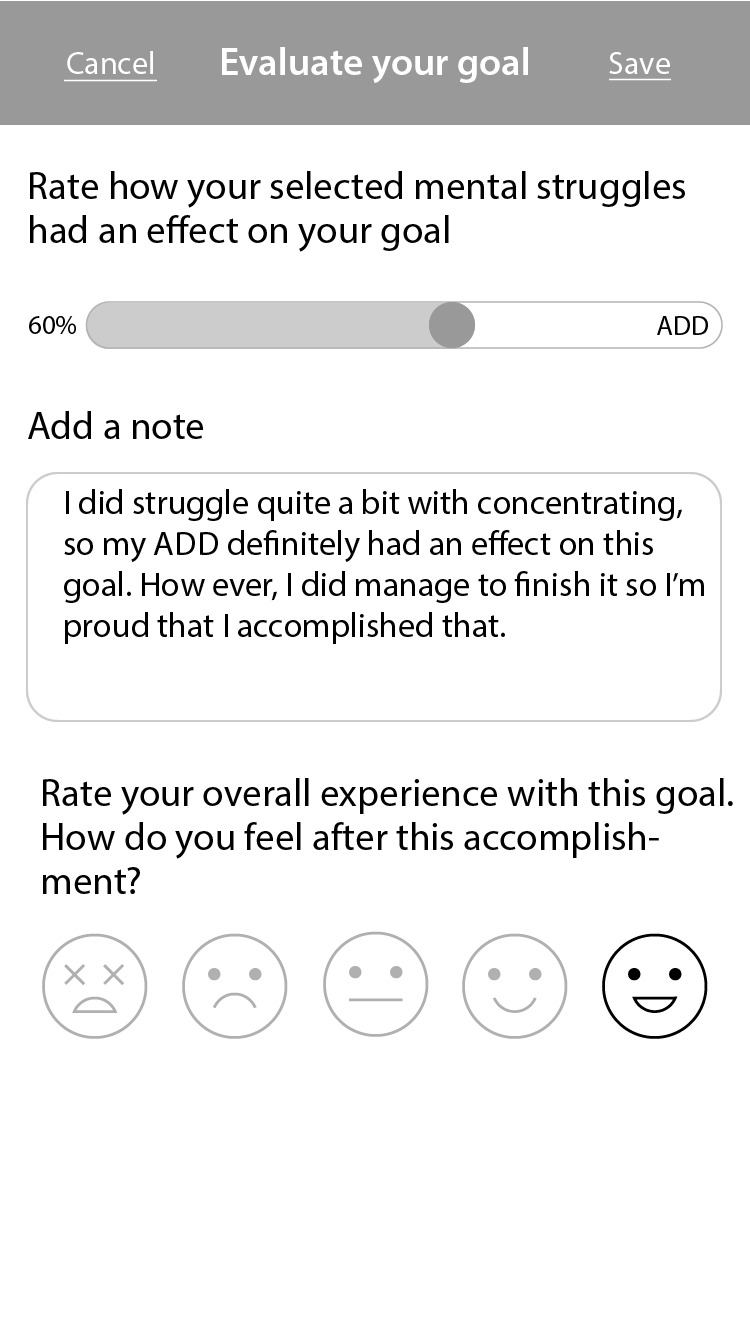 Cancel Evaluate your goal Save
Rate how your selected mental struggles
had an effect on your goal
60% ADD
Add a note
I did struggle quite a bit with concentrating,
so my ADD definitely had an effect on this
goal. How ever, I did manage to finish it so I’m
proud that I accomplished that.
Rate your overall experience with this goal.
How do you feel after this accomplish-
ment?